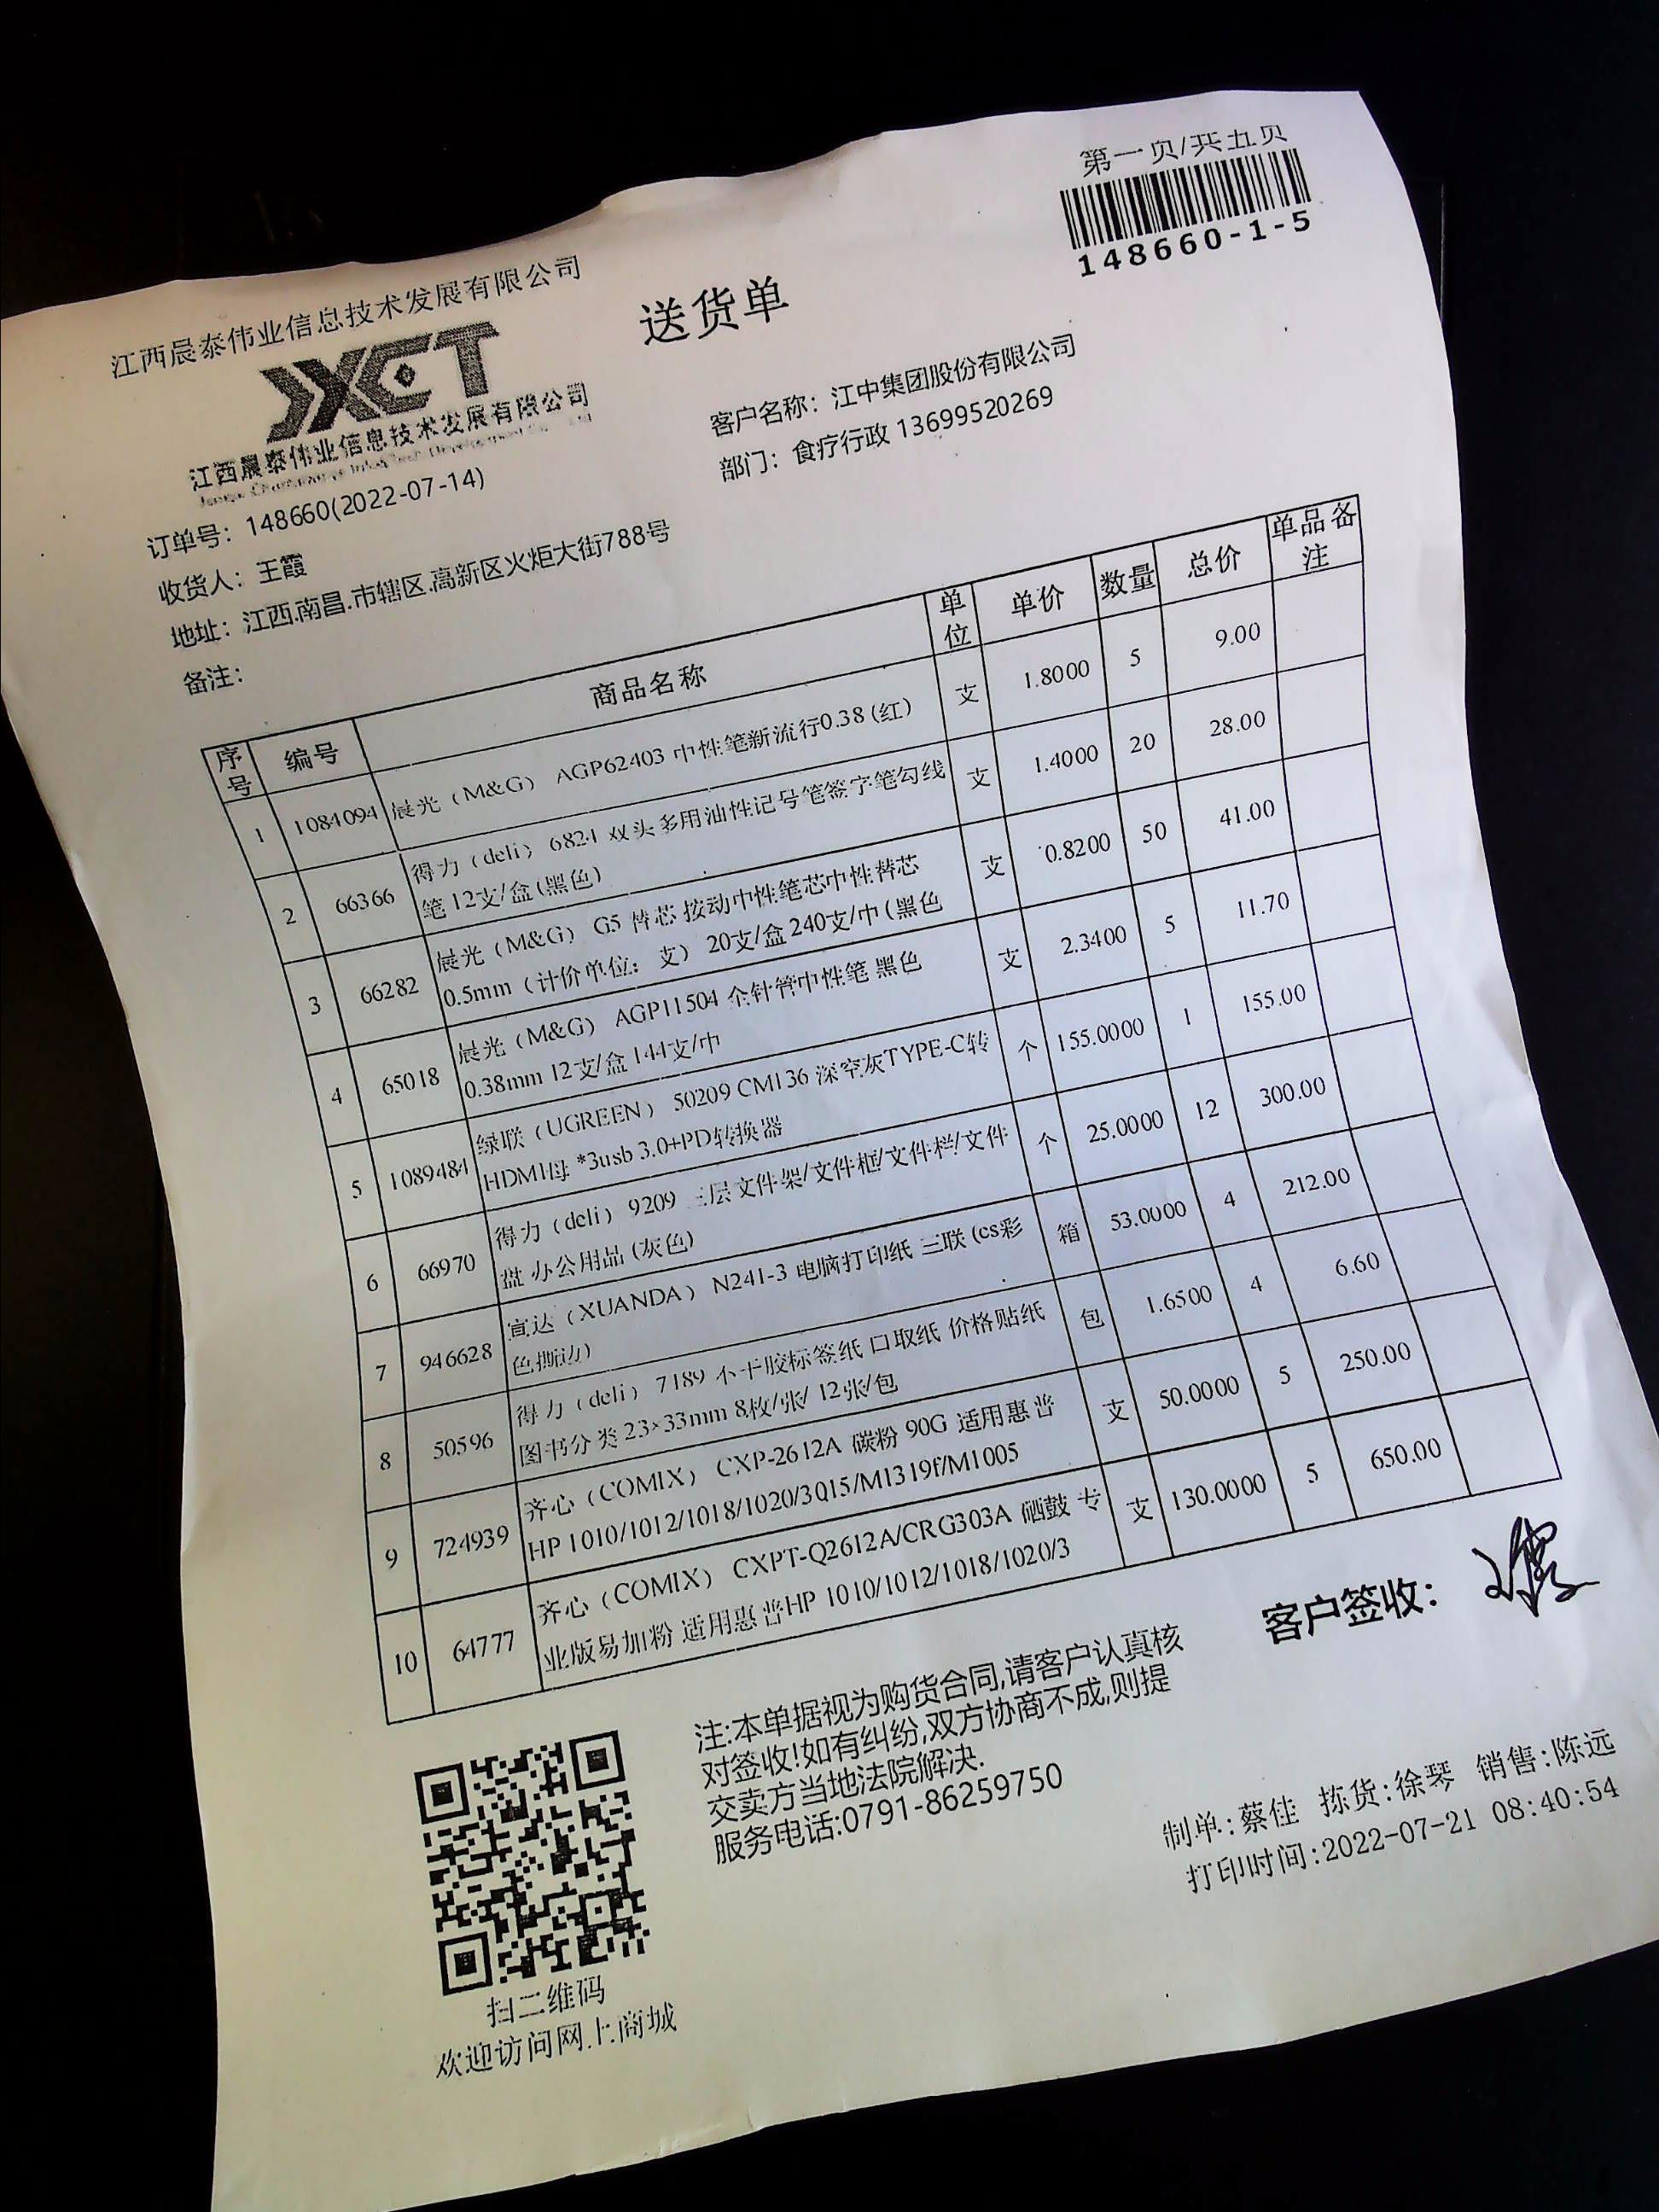 第一页/共五页
148660-1-5
江西晨泰伟业信息技术发展有限公司
送货单
JXCT
江西晨泰伟业信息技术发展有限公司
客户名称：江中集团股份有限公司
部门：食疗行政 13699520269
订单号：148660(2022-07-14)
收货人：王霞
地址：江西.南昌.市辖区.高新区火炬大街788号
备注：
序号 编号 商品名称 单位 单价 数量 总价 单品备注
1 1084094 晨光（M&G） AGP62403 中性笔新流行0.38 (红） 支 1.8000 5 9.00
2 66366 得力（deli） 6824 双头多用油性记号笔签字笔勾线
笔 12支/盒 (黑色） 支 1.4000 20 28.00
3 66282 晨光（M&G） G5 替芯 按动中性笔芯中性替芯
0.5mm（计价单位：支） 20支/盒 240支/中 (黑色 支 0.8200 50 41.00
4 65018 晨光（M&G） AGP11504 全针管中性笔 黑色
0.38mm 12支/盒 144支/中 支 2.3400 5 11.70
5 1089484 绿联（UGREEN） 50209 CM136 深空灰TYPE-C转
HDMI母 *3usb 3.0+PD转换器 个 155.0000 1 155.00
6 66970 得力（deli） 9209 三层文件架/文件框/文件栏/文件
盘 办公用品 (灰色） 个 25.0000 12 300.00
7 946628 宣达（XUANDA） N241-3 电脑打印纸 三联 (cs彩
色撕边） 箱 53.0000 4 212.00
8 50596 得力（deli） 7189 不干胶标签纸 口取纸 价格贴纸
图书分类 23×33mm 8枚/张/ 12张/包 包 1.6500 4 6.60
9 724939 齐心（COMIX） CXP-2612A 碳粉 90G 适用惠普
HP 1010/1012/1018/1020/3015/M1319f/M1005 支 50.0000 5 250.00
10 64777 齐心（COMIX） CXPT-Q2612A/CRG303A 硒鼓 专
业版易加粉 适用惠普HP 1010/1012/1018/1020/3 支 130.0000 5 650.00
客户签收： 王霞
注:本单据视为购货合同,请客户认真核
对签收!如有纠纷,双方协商不成,则提
交卖方当地法院解决.
服务电话:0791-86259750
制单:蔡佳 拣货:徐琴 销售:陈远
打印时间:2022-07-21 08:40:54
扫二维码
欢迎访问网上商城